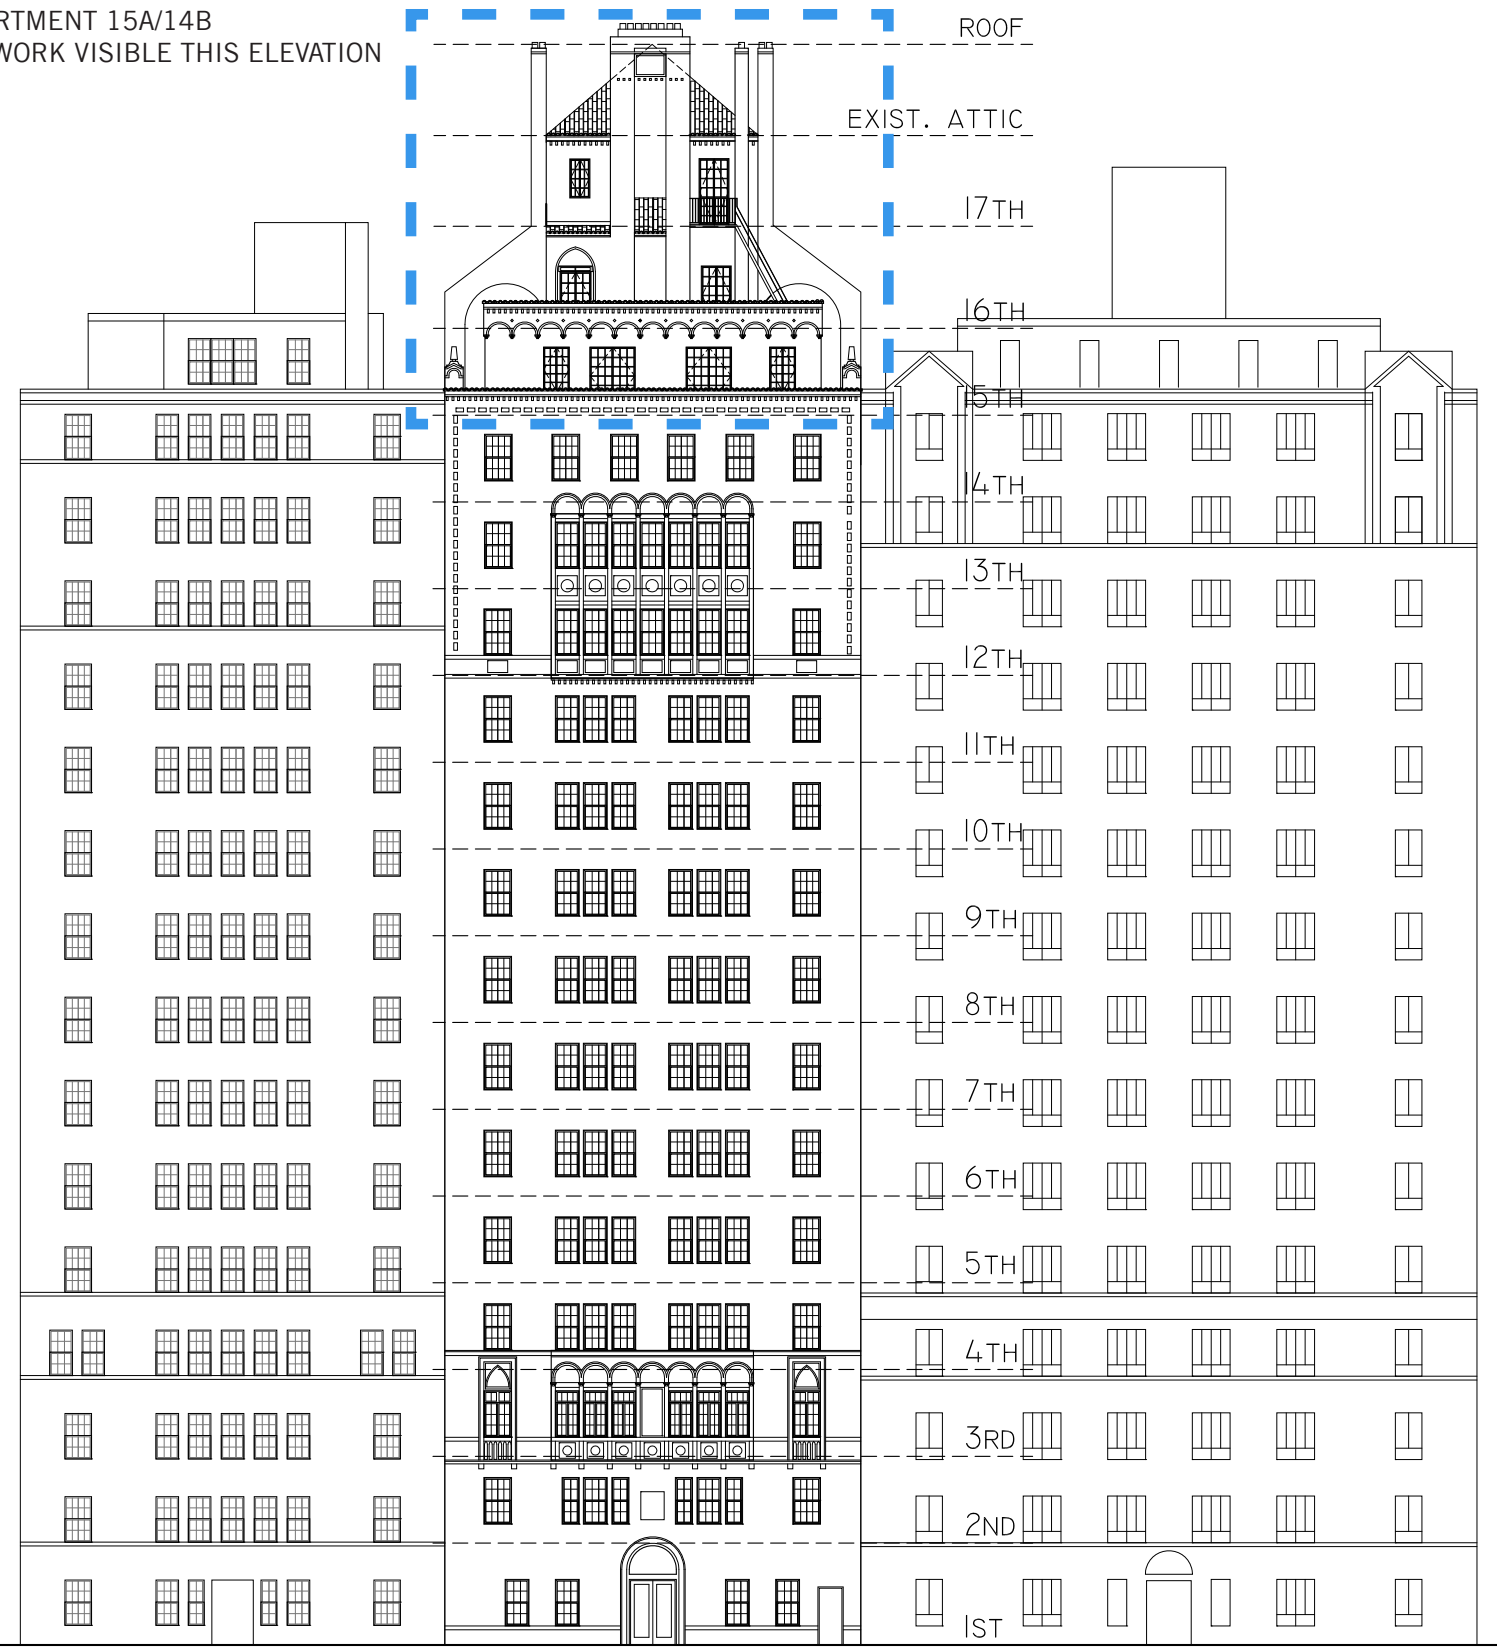 RTMENT 15A/14B
WORK VISIBLE THIS ELEVATION
ROOF
EXIST. ATTIC
17TH
16TH
15TH
14TH
13TH
12TH
11TH
10TH
9TH
8TH
7TH
6TH
5TH
4TH
3RD
2ND
1ST